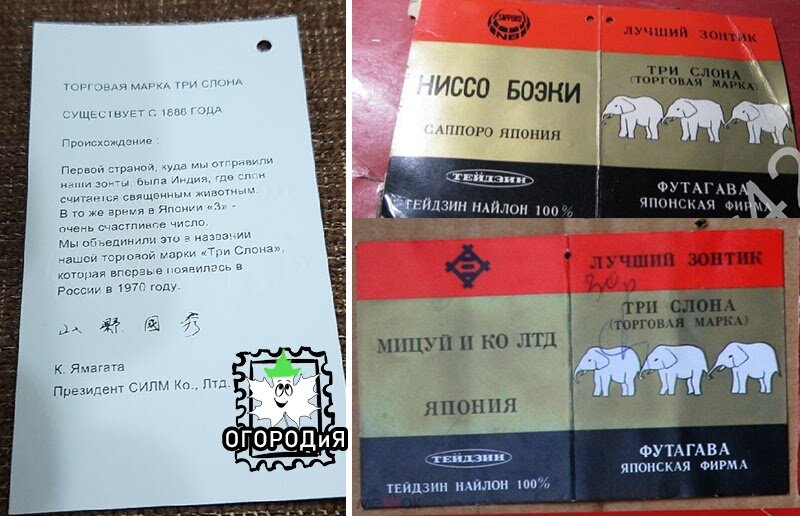 ТОРГОВАЯ МАРКА ТРИ СЛОНА
СУЩЕСТВУЕТ С 1888 ГОДА
Происхождение :
Первой страной, куда мы отправили
наши зонты, была Индия, где слон
считается священным животным.
В то же время в Японии «3» -
очень счастливое число.
Мы объединили это в названии
нашей торговой марки «Три Слона»,
которая впервые появилась в
России в 1970 году.
山縣國秀
К. Ямагата
Президент СИЛМ Ко., Лтд.
ОГОРОДиЯ
SAPPORO
NB
НИССО БОЭКИ
САППОРО ЯПОНИЯ
ТЕЙДЗИН
ТЕЙДЗИН НАЙЛОН 100%
ЛУЧШИЙ ЗОНТИК
ТРИ СЛОНА
(ТОРГОВАЯ МАРКА)
ФУТАГАВА
ЯПОНСКАЯ ФИРМА
МИЦУЙ И КО ЛТД
ЯПОНИЯ
ТЕЙДЗИН
ТЕЙДЗИН НАЙЛОН 100%
ЛУЧШИЙ ЗОНТИК
ТРИ СЛОНА
(ТОРГОВАЯ МАРКА)
ФУТАГАВА
ЯПОНСКАЯ ФИРМА